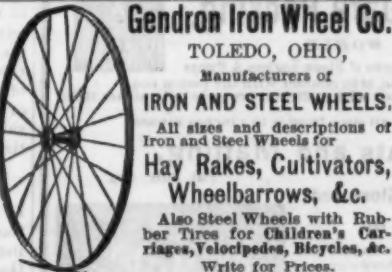 Gendron Iron Wheel Co.
TOLEDO, OHIO,
Manufacturers of
IRON AND STEEL WHEELS.
All sizes and descriptions of
Iron and Steel Wheels for
Hay Rakes, Cultivators,
Wheelbarrows, &c.
Also Steel Wheels with Rub-
ber Tires for Children's Car-
riages, Velocipedes, Bicycles, &c.
Write for Prices.